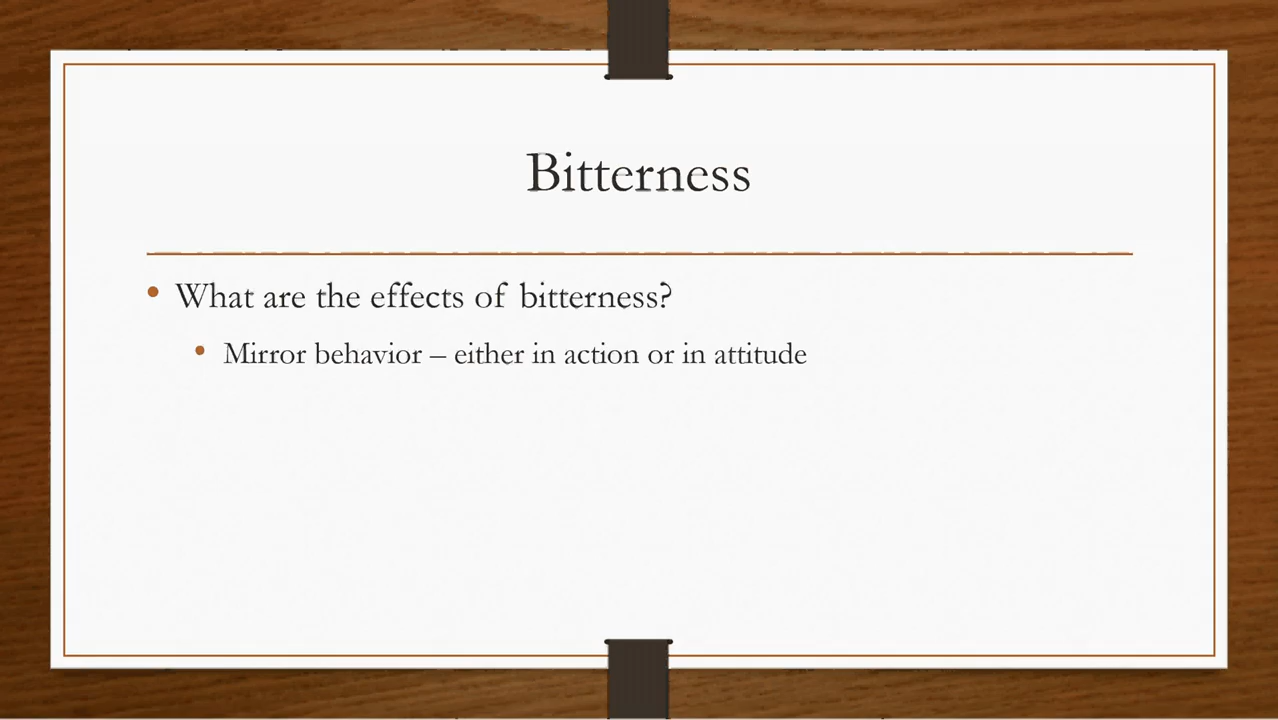 Bitterness
• What are the effects of bitterness?
• Mirror behavior – either in action or in attitude